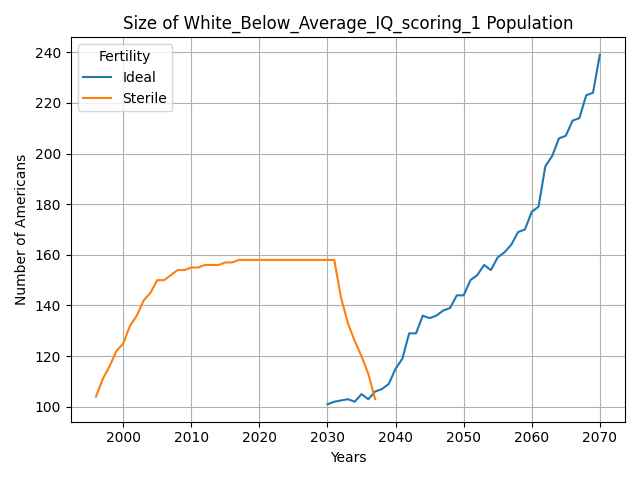 Size of White_Below_Average_IQ_scoring_1 Population
Fertility
Ideal
Sterile
Number of Americans
240
220
200
180
160
140
120
100
2000 2010 2020 2030 2040 2050 2060 2070
Years